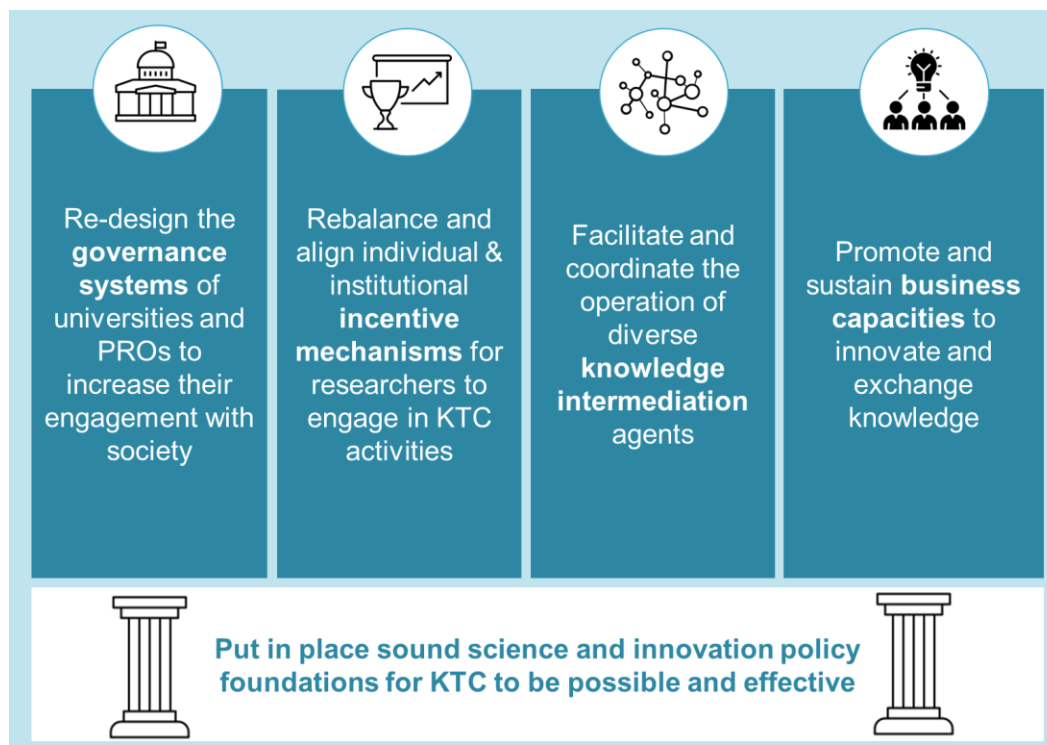 Re-design the
governance
systems of
universities and
PROs to
increase their
engagement with
society
Rebalance and
align individual &
institutional
incentive
mechanisms for
researchers to
engage in KTC
activities
Facilitate and
coordinate the
operation of
diverse
knowledge
intermediation
agents
Promote and
sustain business
capacities to
innovate and
exchange
knowledge
Put in place sound science and innovation policy
foundations for KTC to be possible and effective